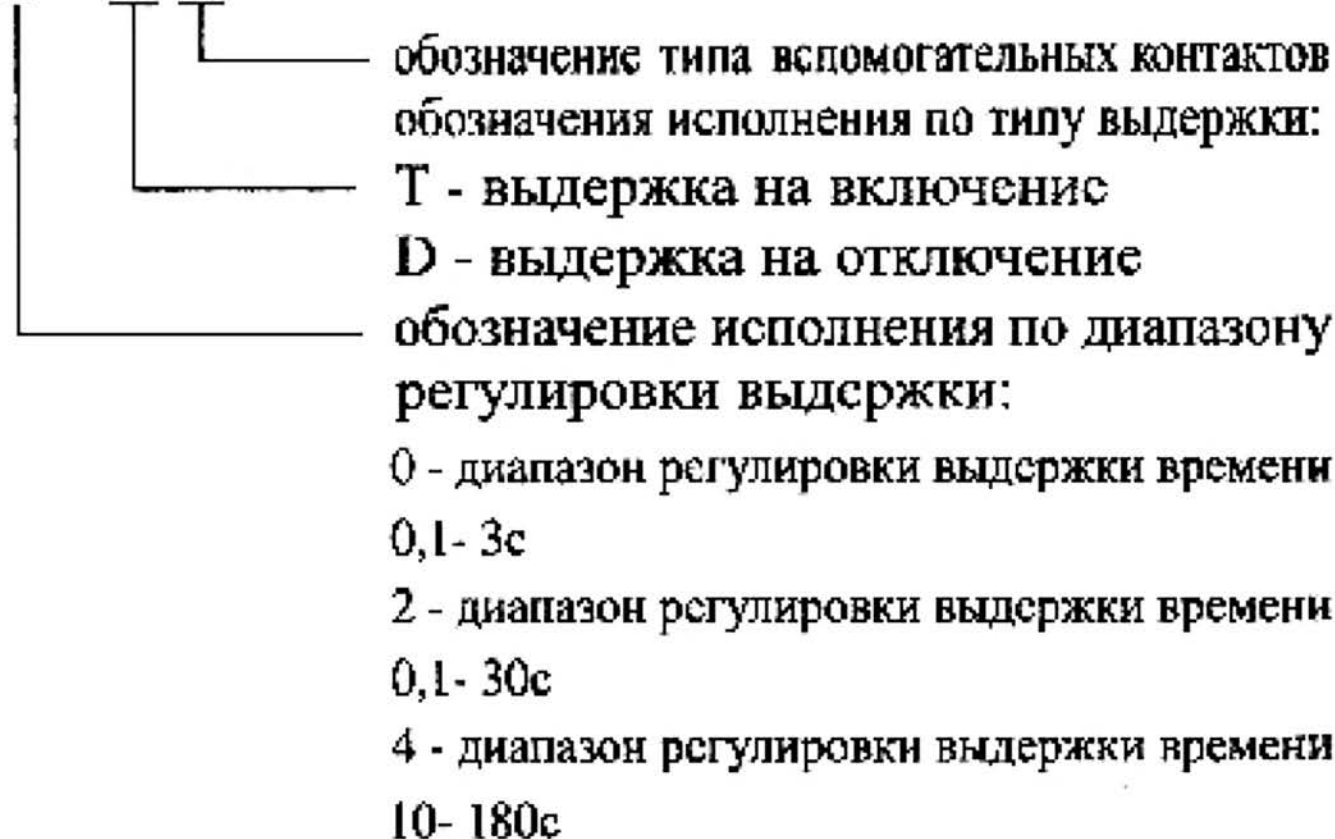 обозначение типа вспомогательных контактов
обозначения исполнения по типу выдержки:
T - выдержка на включение
D - выдержка на отключение
обозначение исполнения по диапазону
регулировки выдержки:
0 - диапазон регулировки выдержки времени
0,1- 3с
2 - диапазон регулировки выдержки времени
0,1- 30с
4 - диапазон регулировки выдержки времени
10- 180с